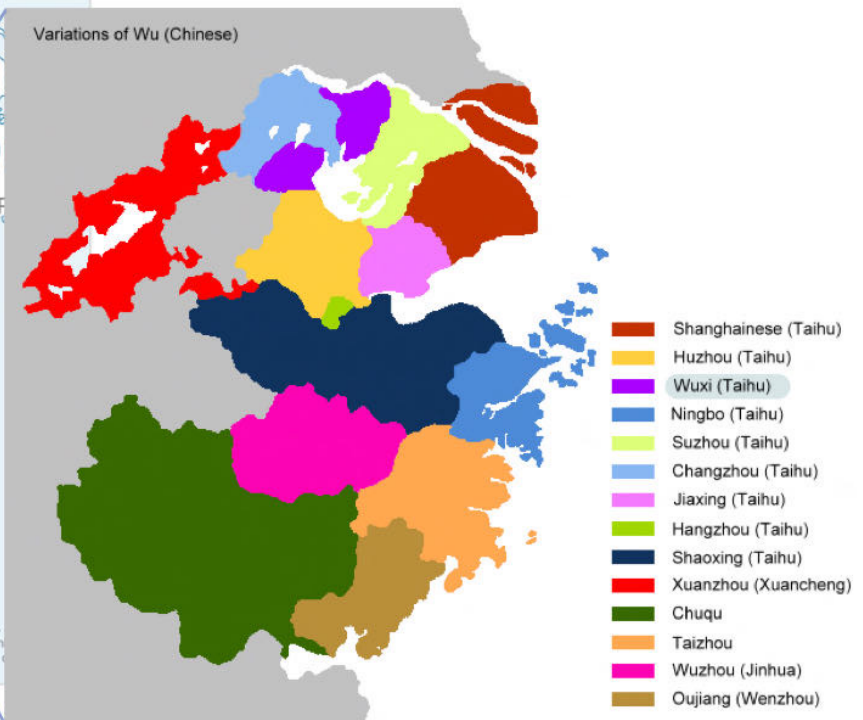 Variations of Wu (Chinese)
Shanghainese (Taihu)
Huzhou (Taihu)
Wuxi (Taihu)
Ningbo (Taihu)
Suzhou (Taihu)
Changzhou (Taihu)
Jiaxing (Taihu)
Hangzhou (Taihu)
Shaoxing (Taihu)
Xuanzhou (Xuancheng)
Chuqu
Taizhou
Wuzhou (Jinhua)
Oujiang (Wenzhou)